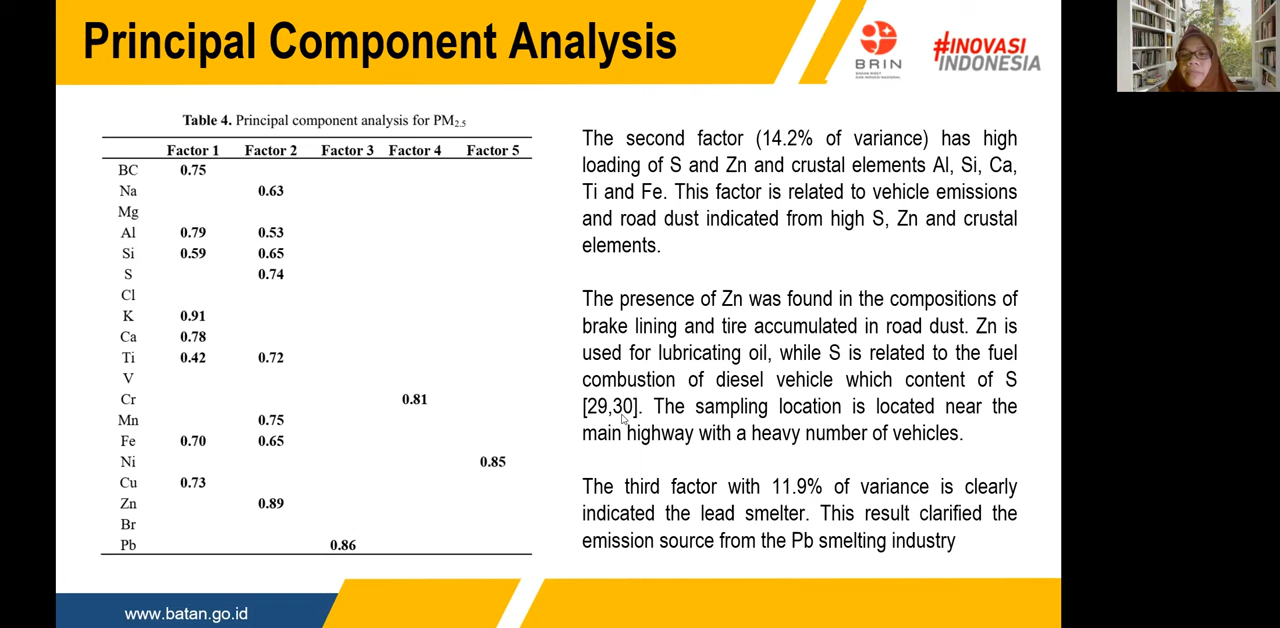 Principal Component Analysis
BRIN
BADAN RISET
DAN INOVASI NASIONAL
#INOVASI
INDONESIA
Table 4. Principal component analysis for PM2.5
Factor 1 Factor 2 Factor 3 Factor 4 Factor 5
BC 0.75
Na 0.63
Mg
Al 0.79 0.53
Si 0.59 0.65
S 0.74
Cl
K 0.91
Ca 0.78
Ti 0.42 0.72
V
Cr 0.81
Mn 0.75
Fe 0.70 0.65
Ni 0.85
Cu 0.73
Zn 0.89
Br
Pb 0.86
The second factor (14.2% of variance) has high
loading of S and Zn and crustal elements Al, Si, Ca,
Ti and Fe. This factor is related to vehicle emissions
and road dust indicated from high S, Zn and crustal
elements.
The presence of Zn was found in the compositions of
brake lining and tire accumulated in road dust. Zn is
used for lubricating oil, while S is related to the fuel
combustion of diesel vehicle which content of S
[29,30]. The sampling location is located near the
main highway with a heavy number of vehicles.
The third factor with 11.9% of variance is clearly
indicated the lead smelter. This result clarified the
emission source from the Pb smelting industry
www.batan.go.id